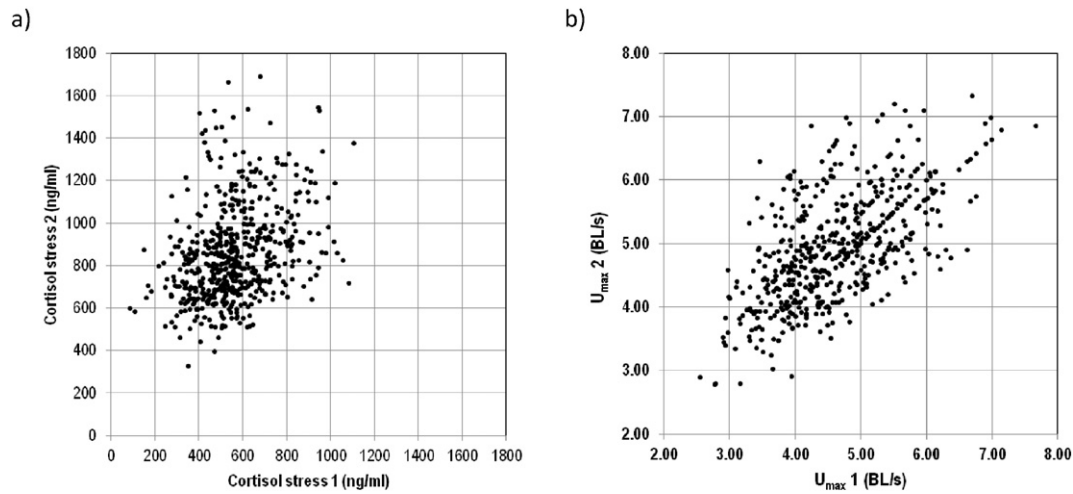 a)
1800
1600
1400
1200
1000
800
600
400
200
0
Cortisol stress 2 (ng/ml)
0 200 400 600 800 1000 1200 1400 1600 1800
Cortisol stress 1 (ng/ml)
b)
8.00
7.00
6.00
5.00
4.00
3.00
2.00
Umax 2 (BL/s)
2.00 3.00 4.00 5.00 6.00 7.00 8.00
Umax 1 (BL/s)